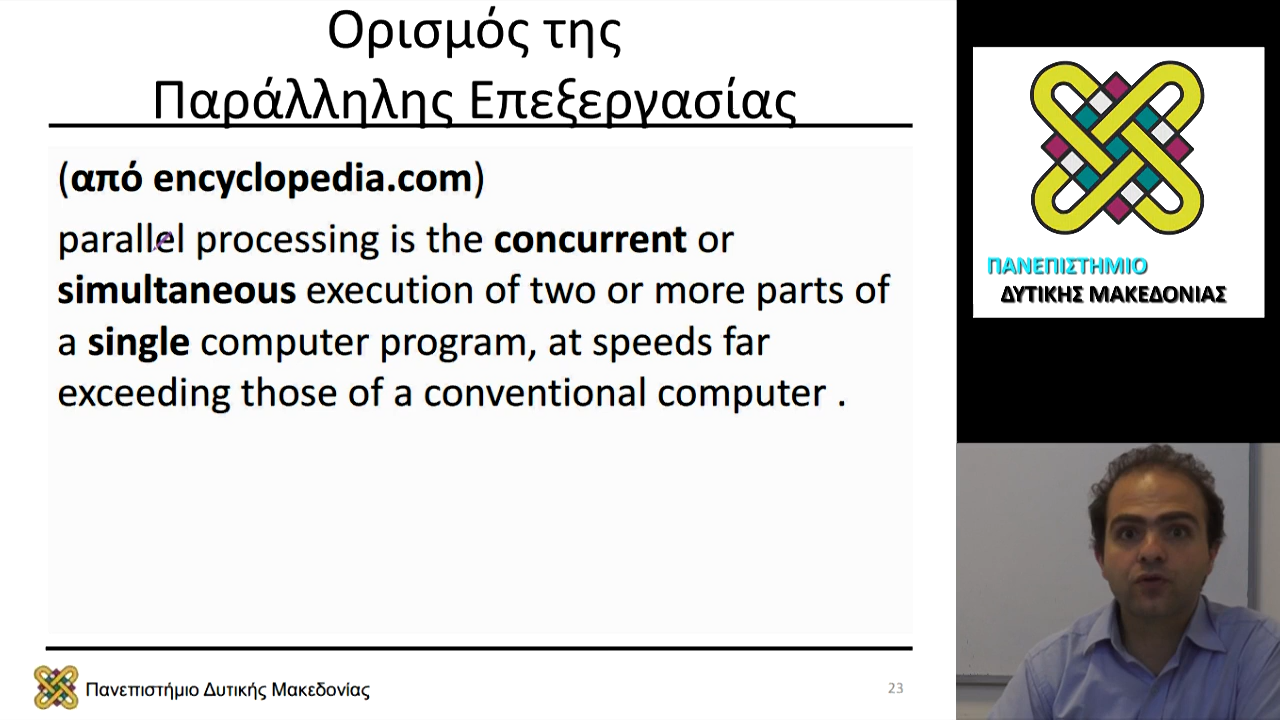 Ορισμός της
Παράλληλης Επεξεργασίας
(από encyclopedia.com)
parallel processing is the concurrent or
simultaneous execution of two or more parts of
a single computer program, at speeds far
exceeding those of a conventional computer .
Πανεπιστήμιο Δυτικής Μακεδονίας
23
ΠΑΝΕΠΙΣΤΗΜΙΟ
ΔΥΤΙΚΗΣ ΜΑΚΕΔΟΝΙΑΣ